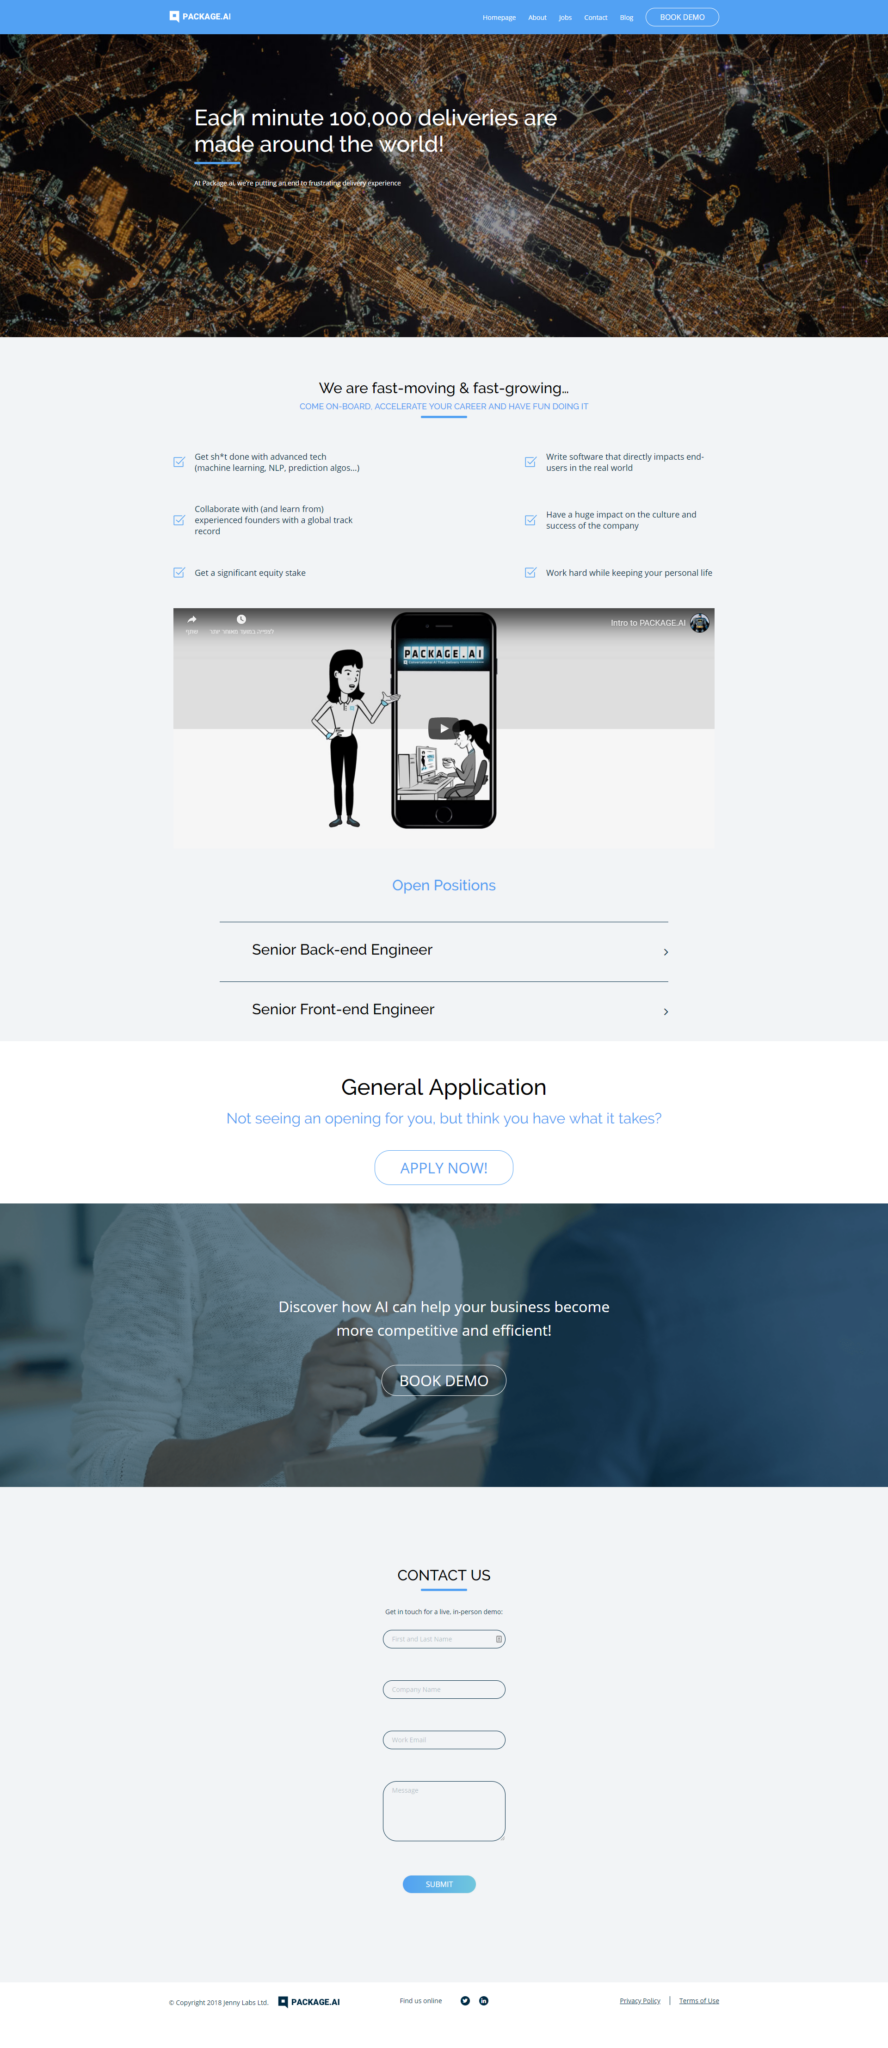 PACKAGE.AI
Homepage About Jobs Contact Blog BOOK DEMO
Each minute 100,000 deliveries are
made around the world!
At Package.ai, we're putting an end to frustrating delivery experience
We are fast-moving & fast-growing...
COME ON-BOARD, ACCELERATE YOUR CAREER AND HAVE FUN DOING IT
Get sh*t done with advanced tech
(machine learning, NLP, prediction algos...)
Write software that directly impacts end-
users in the real world
Collaborate with (and learn from)
experienced founders with a global track
record
Have a huge impact on the culture and
success of the company
Get a significant equity stake
Work hard while keeping your personal life
Intro to PACKAGE.AI
PACKAGE.AI
Open Positions
Senior Back-end Engineer
Senior Front-end Engineer
General Application
Not seeing an opening for you, but think you have what it takes?
APPLY NOW!
Discover how AI can help your business become
more competitive and efficient!
BOOK DEMO
CONTACT US
Get in touch for a live, in-person demo:
First and Last Name
Company Name
Work Email
Message
SUBMIT
© Copyright 2018 Jenny Labs Ltd. PACKAGE.AI Find us online Privacy Policy | Terms of Use